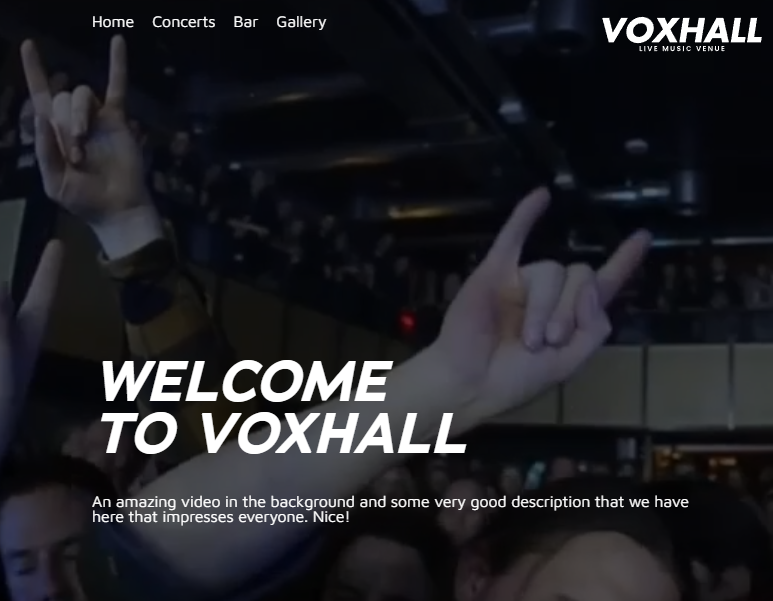 Home Concerts Bar Gallery
VOXHALL
LIVE MUSIC VENUE
WELCOME
TO VOXHALL
An amazing video in the background and some very good description that we have
here that impresses everyone. Nice!